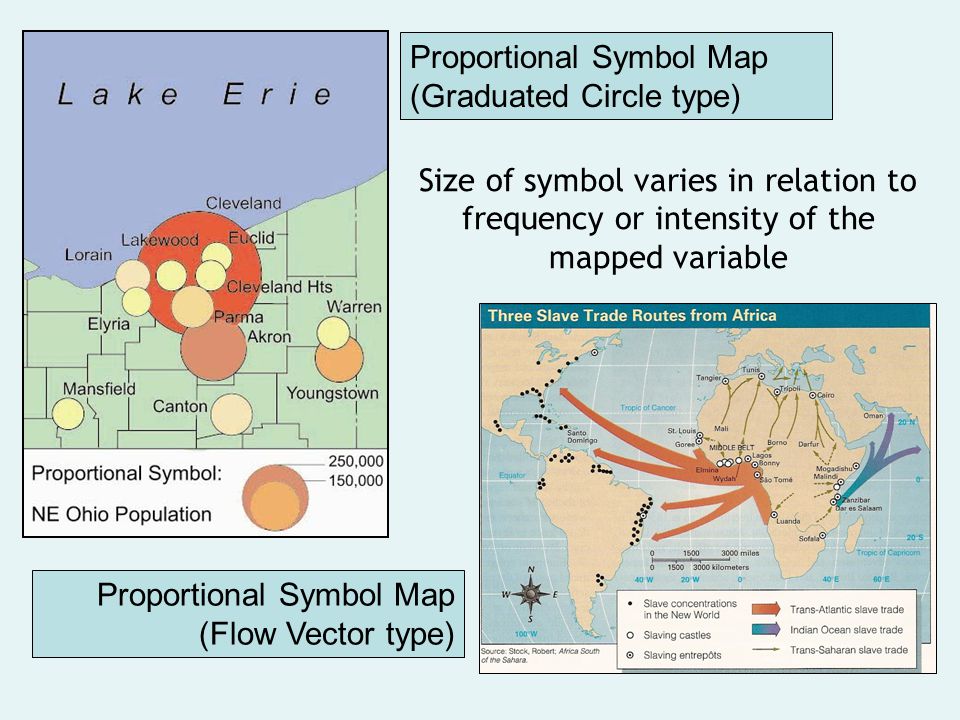 Lake Erie
Cleveland
Lakewood
Euclid
Lorain
Cleveland Hts
Warren
Elyria
Parma
Akron
Mansfield
Canton
Youngstown
Proportional Symbol:
250,000
150,000
NE Ohio Population
Proportional Symbol Map
(Graduated Circle type)
Size of symbol varies in relation to
frequency or intensity of the
mapped variable
Three Slave Trade Routes from Africa
Tangier
Tunis
Tripoli
Cairo
Tropic of Cancer
Oman
20°N
St. Louis
Goree
Mali
Santo
Domingo
MIDDLE BELT
Borno
Darfur
Elmina
Wydah
Lagos
Bonny
São Tomé
Mogadishu
Malindi
Equator
0°
Zanzibar
Dar es Salaam
Luanda
Sofala
20°S
Tropic of Capricorn
0 1500 3000 miles
0 1500 3000 kilometers
40°W
20°W
0°
20°E
40°E
60°E
N
W E
S
100°W
Slave concentrations
in the New World
Slaving castles
Slaving entrepôts
Trans-Atlantic slave trade
Indian Ocean slave trade
Trans-Saharan slave trade
Source: Stock, Robert; Africa South
of the Sahara.
Proportional Symbol Map
(Flow Vector type)